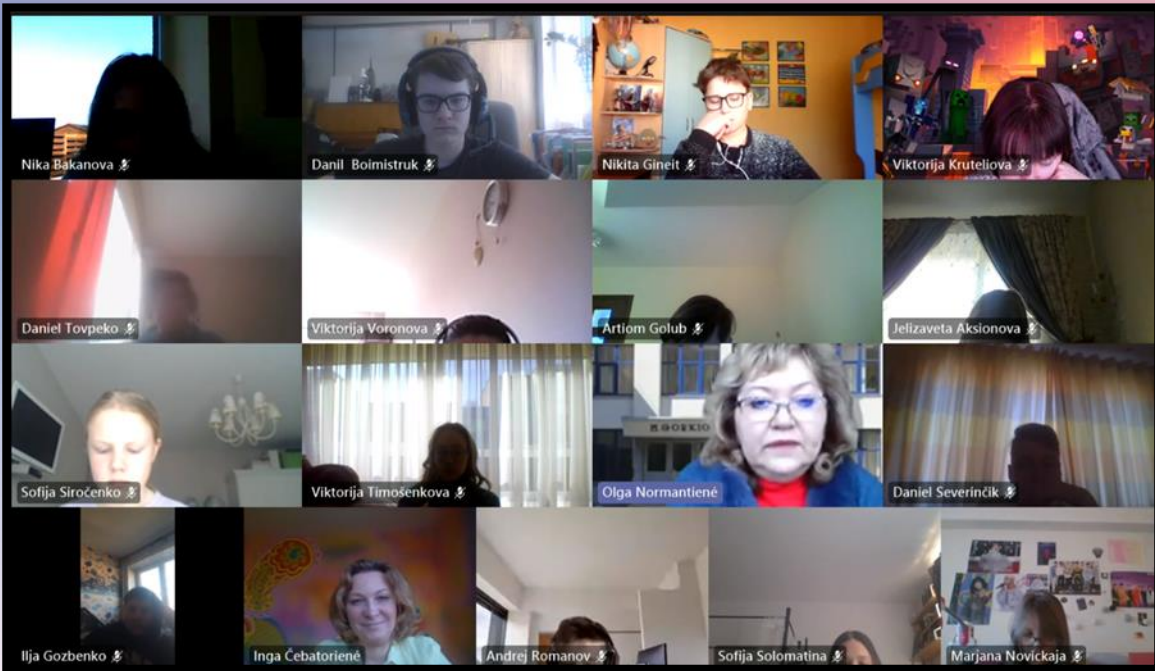 Nika Bakanova
Danil Boimistruk
Nikita Gineit
Viktorija Kruteliova
Daniel Tovpeko
Viktorija Voronova
Artiom Golub
Jelizaveta Aksionova
Sofija Siročenko
Viktorija Timošenkova
M. GORKIO
Olga Normantienė
Daniel Severinčik
Ilja Gozbenko
Inga Čebatorienė
Andrej Romanov
Sofija Solomatina
Marjana Novickaja